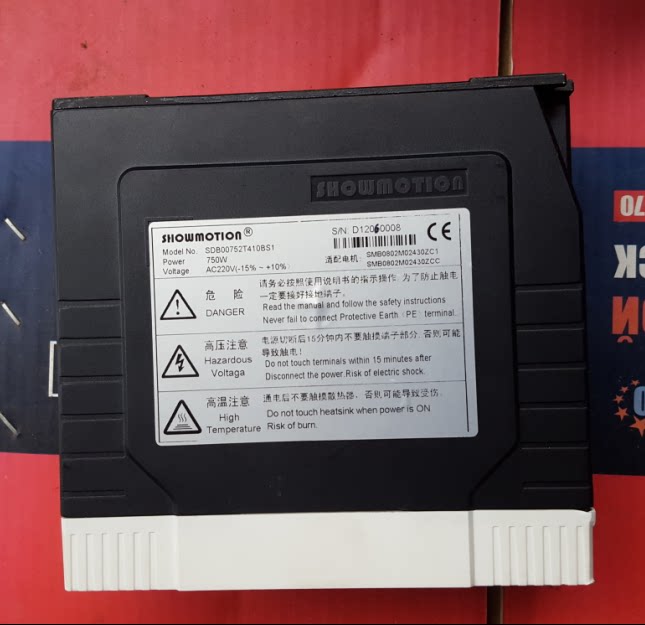 SHOWMOTION
SHOWMOTION®
S/N: D12060008
CE
Model No. SDB00752T410BS1
Power 750W
Voltage AC220V(-15% ~ +10%)
适配电机: SMB0802M02430ZC1
SMB0802M02430ZCC
危 险
DANGER
请务必按照使用说明书的指示操作. 为了防止触电
一定要接好接地端子.
Read the manual and follow the safety instructions
Never fail to connect Protective Earth (PE) terminal.
高压注意
Hazardous
Voltaga
电源切断后15分钟内不要触摸端子部分. 否则可能
导致触电!
Do not touch terminals within 15 minutes after
Disconnect the power.Risk of electric shock.
高温注意
High
Temperature
通电后不要触摸散热器. 否则可能导致受伤.
Do not touch heatsink when power is ON
Risk of burn.